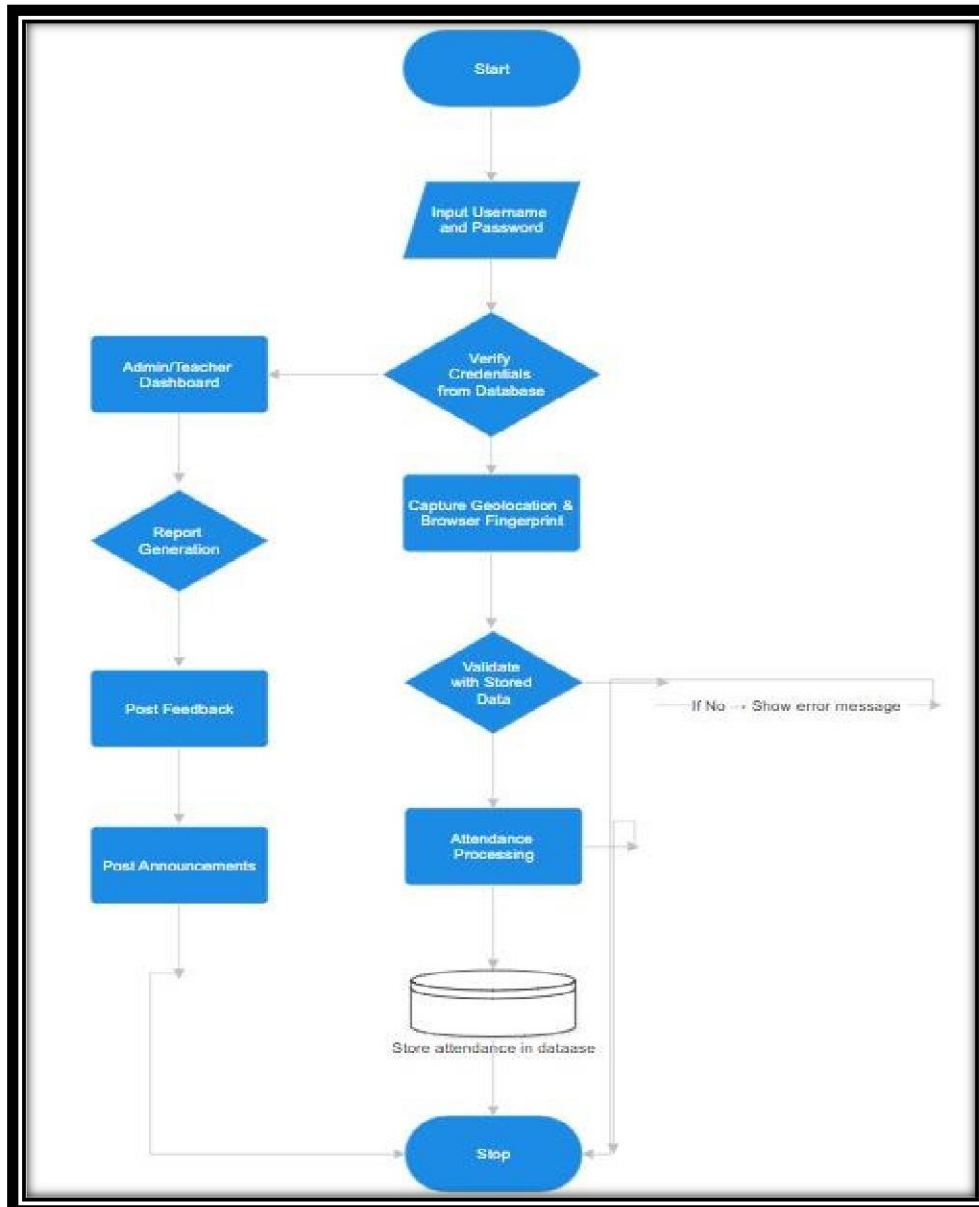 Start
Input Username
and Password
Verify
Credentials
from Database
Admin/Teacher
Dashboard
Capture Geolocation &
Browser Fingerprint
Report
Generation
Validate
with Stored
Data
If No → Show error message
Post Feedback
Attendance
Processing
Post Announcements
Store attendance in dataase
Stop